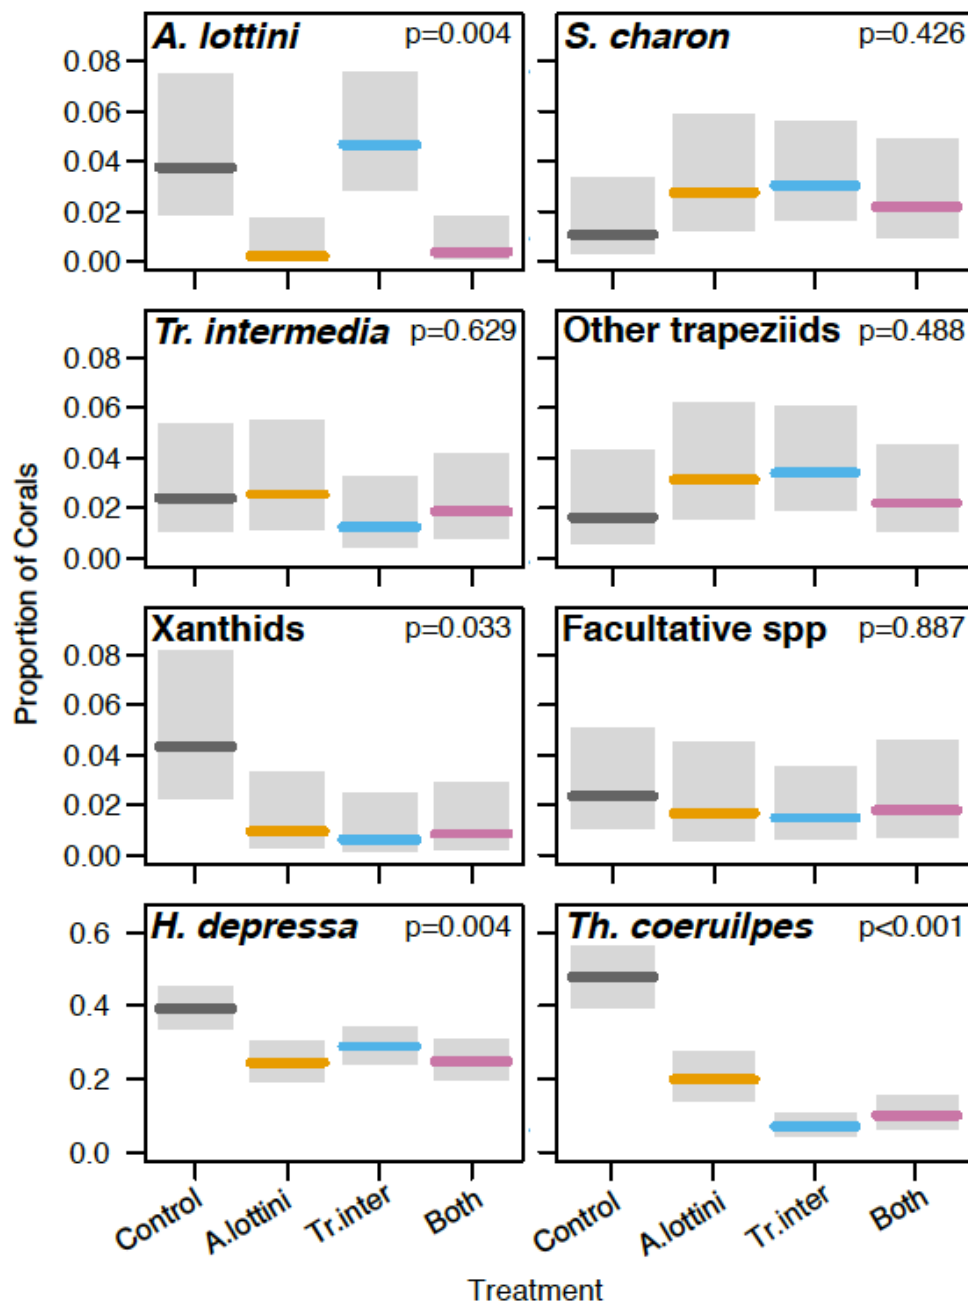 A. lottini p=0.004
S. charon p=0.426
0.08
0.06
0.04
0.02
0.00
Tr. intermedia p=0.629
Other trapeziids p=0.488
0.08
0.06
0.04
0.02
0.00
Proportion of Corals
Xanthids p=0.033
Facultative spp p=0.887
0.08
0.06
0.04
0.02
0.00
H. depressa p=0.004
Th. coeruilpes p<0.001
0.6
0.4
0.2
0.0
Control A.lottini Tr.inter Both
Control A.lottini Tr.inter Both
Treatment